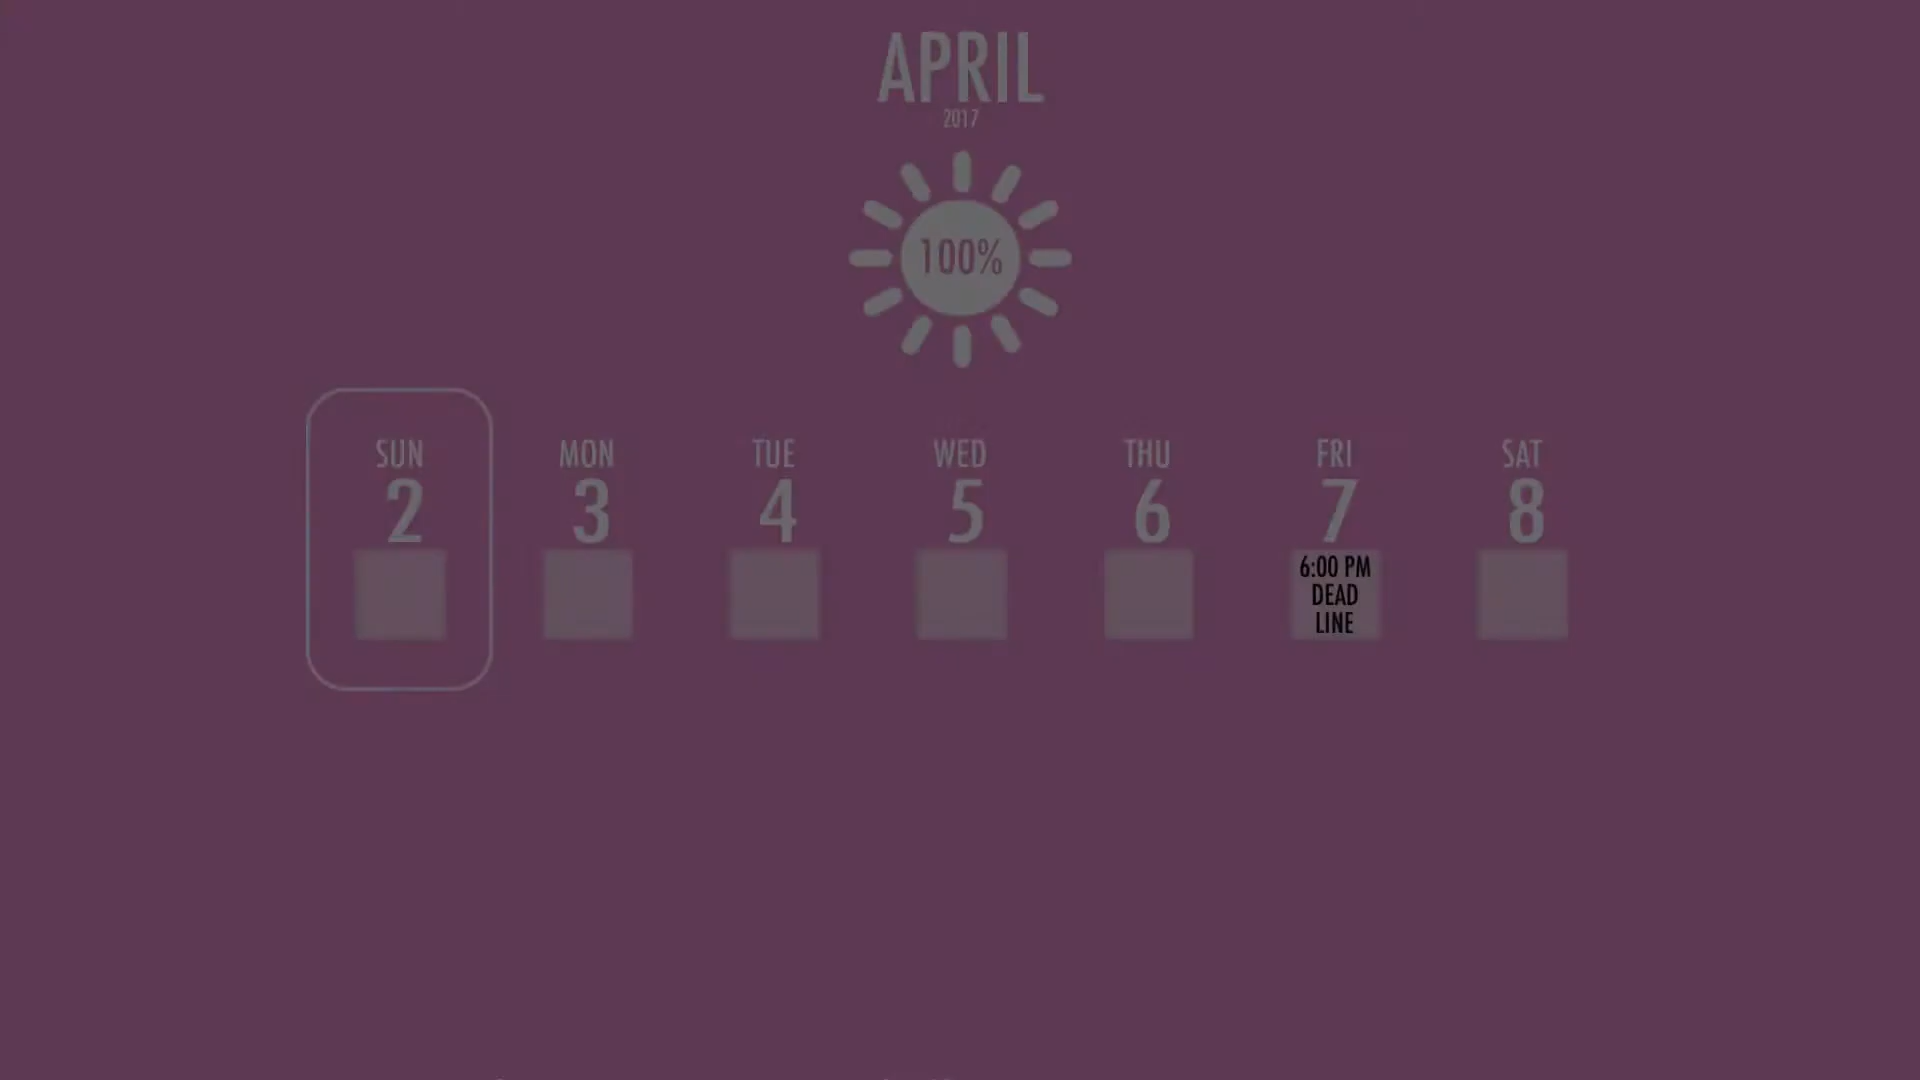 APRIL
2017
100%
SUN MON TUE WED THU FRI SAT
2 3 4 5 6 7 8
6:00 PM
DEAD
LINE